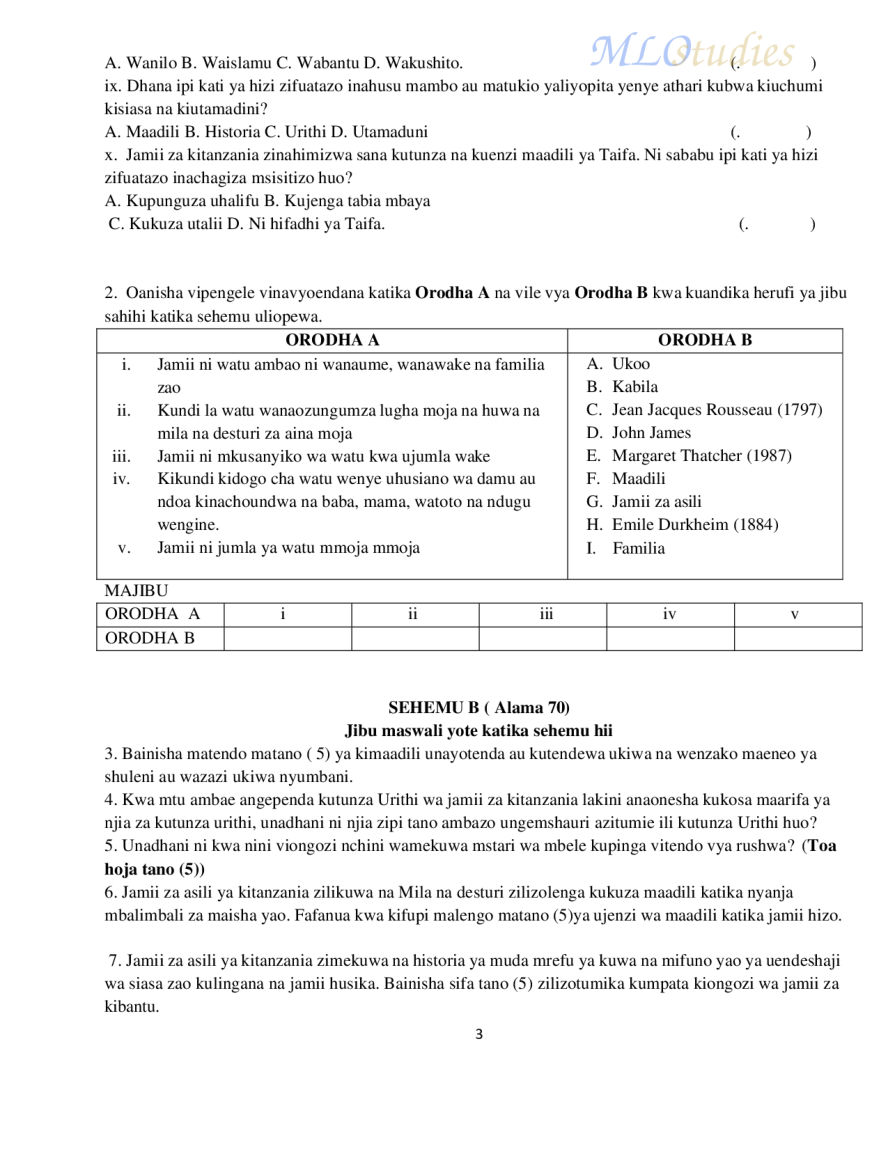 MLOtudies
A. Wanilo B. Waislamu C. Wabantu D. Wakushito. (. )
ix. Dhana ipi kati ya hizi zifuatazo inahusu mambo au matukio yaliyopita yenye athari kubwa kiuchumi
kisiasa na kiutamadini?
A. Maadili B. Historia C. Urithi D. Utamaduni (. )
x. Jamii za kitanzania zinahimizwa sana kutunza na kuenzi maadili ya Taifa. Ni sababu ipi kati ya hizi
zifuatazo inachagiza msisitizo huo?
A. Kupunguza uhalifu B. Kujenga tabia mbaya
C. Kukuza utalii D. Ni hifadhi ya Taifa. (. )
2. Oanisha vipengele vinavyoendana katika Orodha A na vile vya Orodha B kwa kuandika herufi ya jibu
sahihi katika sehemu uliopewa.
ORODHA A ORODHA B
i. Jamii ni watu ambao ni wanaume, wanawake na familia
zao
ii. Kundi la watu wanaozungumza lugha moja na huwa na
mila na desturi za aina moja
iii. Jamii ni mkusanyiko wa watu kwa ujumla wake
iv. Kikundi kidogo cha watu wenye uhusiano wa damu au
ndoa kinachoundwa na baba, mama, watoto na ndugu
wengine.
v. Jamii ni jumla ya watu mmoja mmoja
A. Ukoo
B. Kabila
C. Jean Jacques Rousseau (1797)
D. John James
E. Margaret Thatcher (1987)
F. Maadili
G. Jamii za asili
H. Emile Durkheim (1884)
I. Familia
MAJIBU
ORODHA A i ii iii iv v
ORODHA B
SEHEMU B ( Alama 70)
Jibu maswali yote katika sehemu hii
3. Bainisha matendo matano ( 5) ya kimaadili unayotenda au kutendewa ukiwa na wenzako maeneo ya
shuleni au wazazi ukiwa nyumbani.
4. Kwa mtu ambae angependa kutunza Urithi wa jamii za kitanzania lakini anaonesha kukosa maarifa ya
njia za kutunza urithi, unadhani ni njia zipi tano ambazo ungemshauri azitumie ili kutunza Urithi huo?
5. Unadhani ni kwa nini viongozi nchini wamekuwa mstari wa mbele kupinga vitendo vya rushwa? (Toa
hoja tano (5))
6. Jamii za asili ya kitanzania zilikuwa na Mila na desturi zilizolenga kukuza maadili katika nyanja
mbalimbali za maisha yao. Fafanua kwa kifupi malengo matano (5)ya ujenzi wa maadili katika jamii hizo.
7. Jamii za asili ya kitanzania zimekuwa na historia ya muda mrefu ya kuwa na mifuno yao ya uendeshaji
wa siasa zao kulingana na jamii husika. Bainisha sifa tano (5) zilizotumika kumpata kiongozi wa jamii za
kibantu.
3